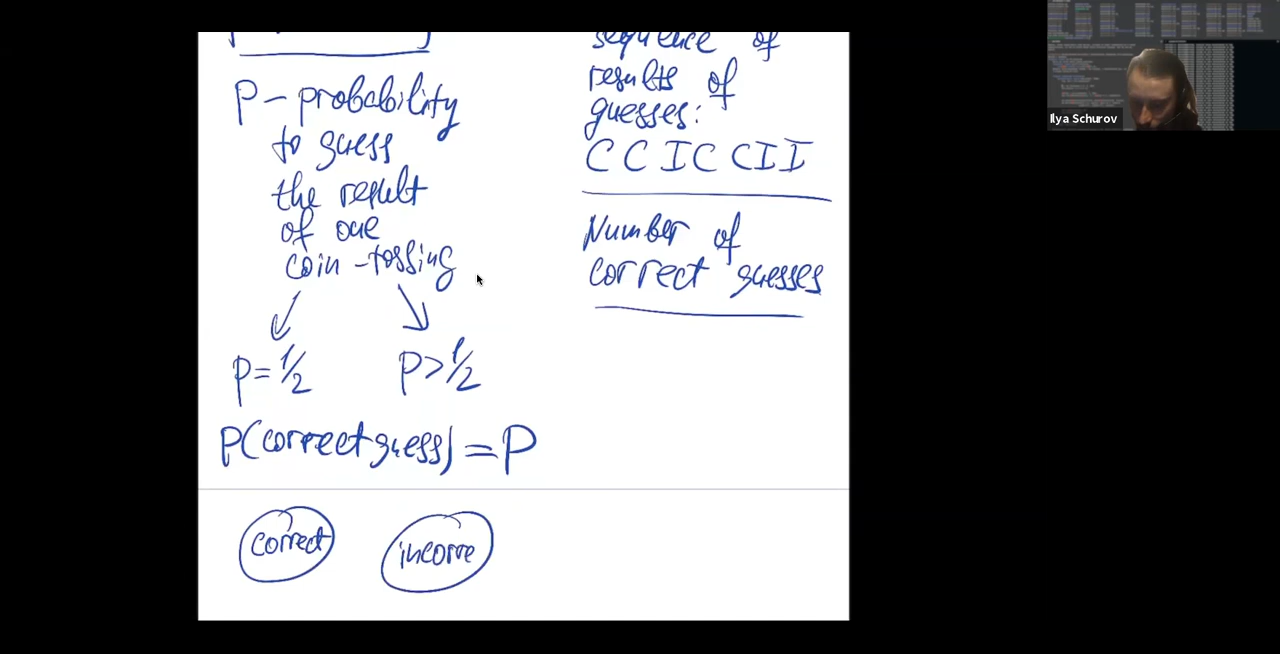 P - probability
to guess
the result
of one
coin - tossing
p = 1/2
p > 1/2
P(correct guess) = P
correct
incorre
sequence of
results of
guesses:
C C I C C I I
Number of
correct guesses
Ilya Schurov